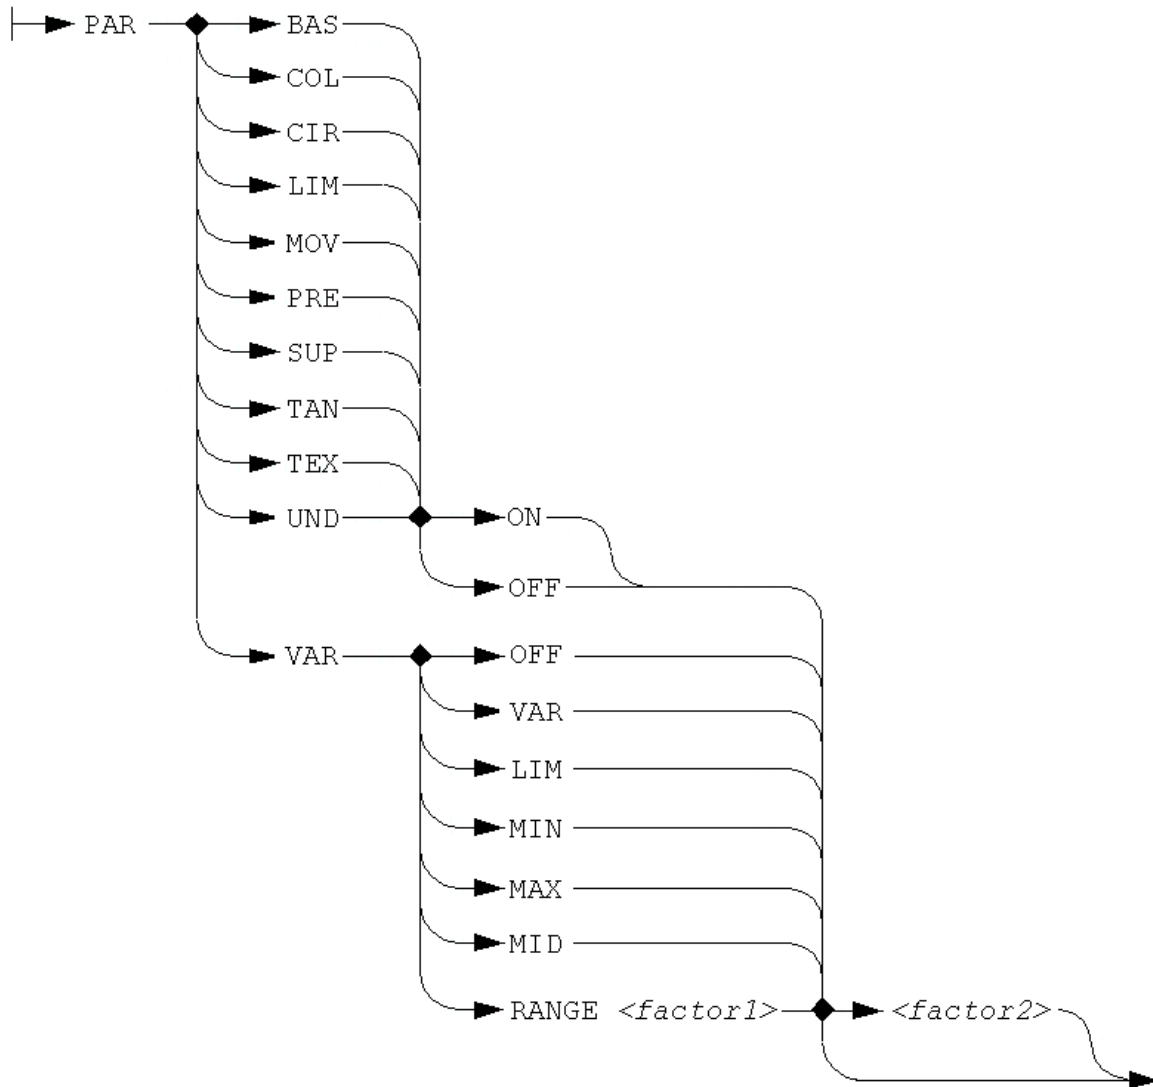 PAR BAS
COL
CIR
LIM
MOV
PRE
SUP
TAN
TEX
UND ON
OFF
VAR OFF
VAR
LIM
MIN
MAX
MID
RANGE <factor1> <factor2>